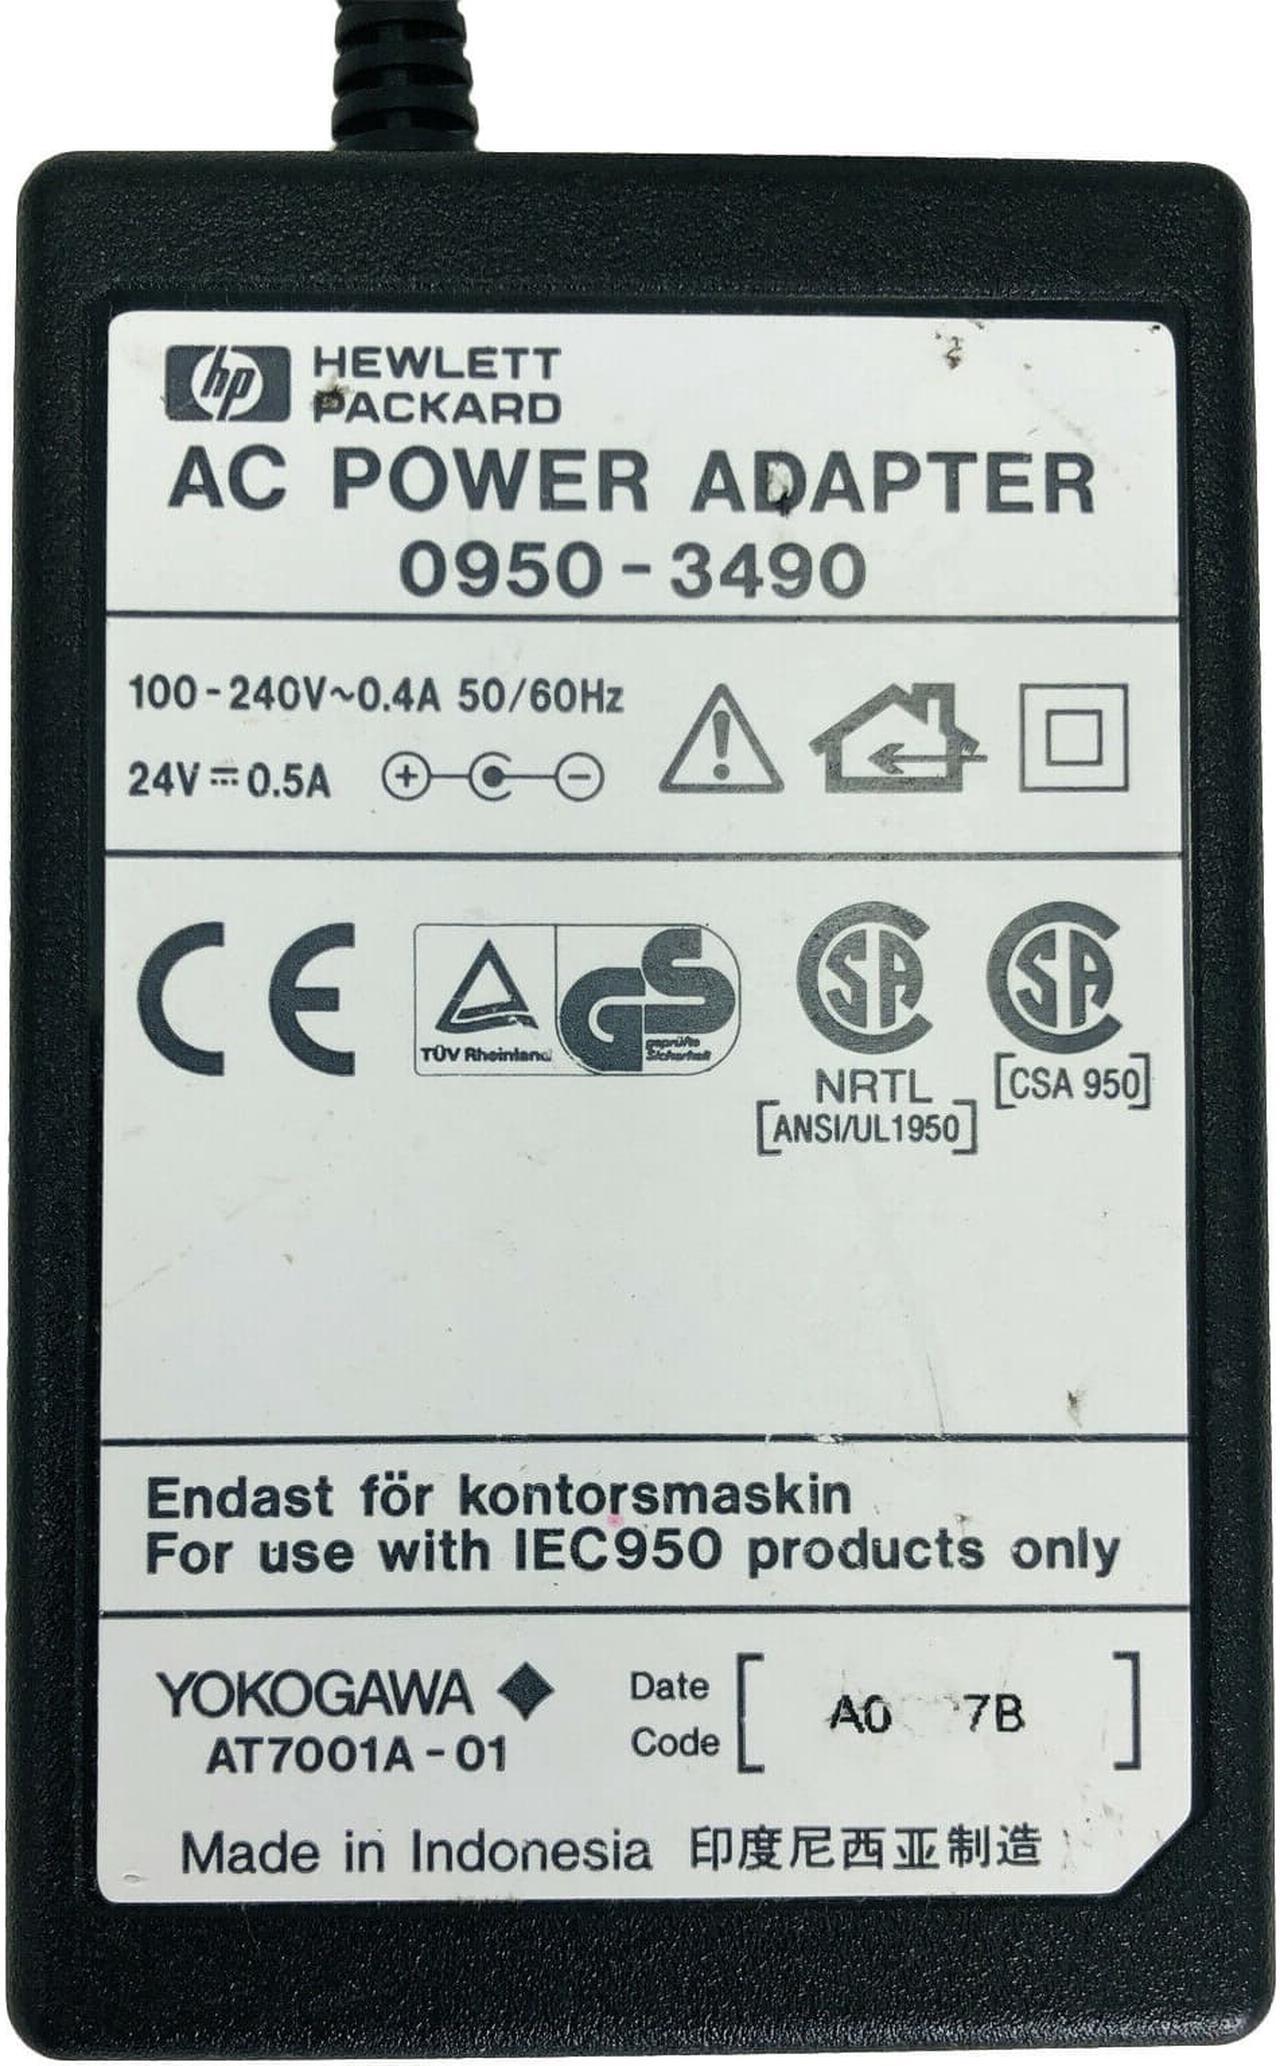 hp HEWLETT
PACKARD
AC POWER ADAPTER
0950-3490
100-240V~0.4A 50/60Hz
24V⎓0.5A
CE
TÜV Rheinland
GS
geprüfte
Sicherheit
SA
NRTL
[ANSI/UL1950]
SA
[CSA 950]
Endast för kontorsmaskin
For use with IEC950 products only
YOKOGAWA
AT7001A-01
Date
Code
Made in Indonesia 印度尼西亚制造